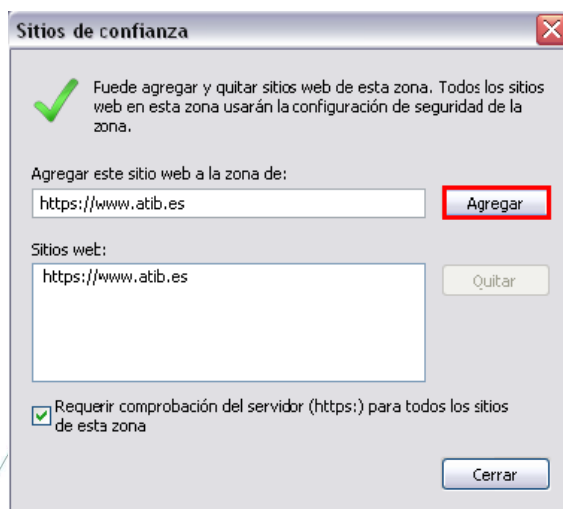 Sitios de confianza
Fuede agregar y quitar sitios web de esta zona. Todos los sitios
web en esta zona usarán la configuración de seguridad de la
zona.
Agregar este sitio web a la zona de:
https://www.atib.es
Agregar
Sitios web:
https://www.atib.es
Quitar
Requerir comprobación del servidor (https:) para todos los sitios
de esta zona
Cerrar